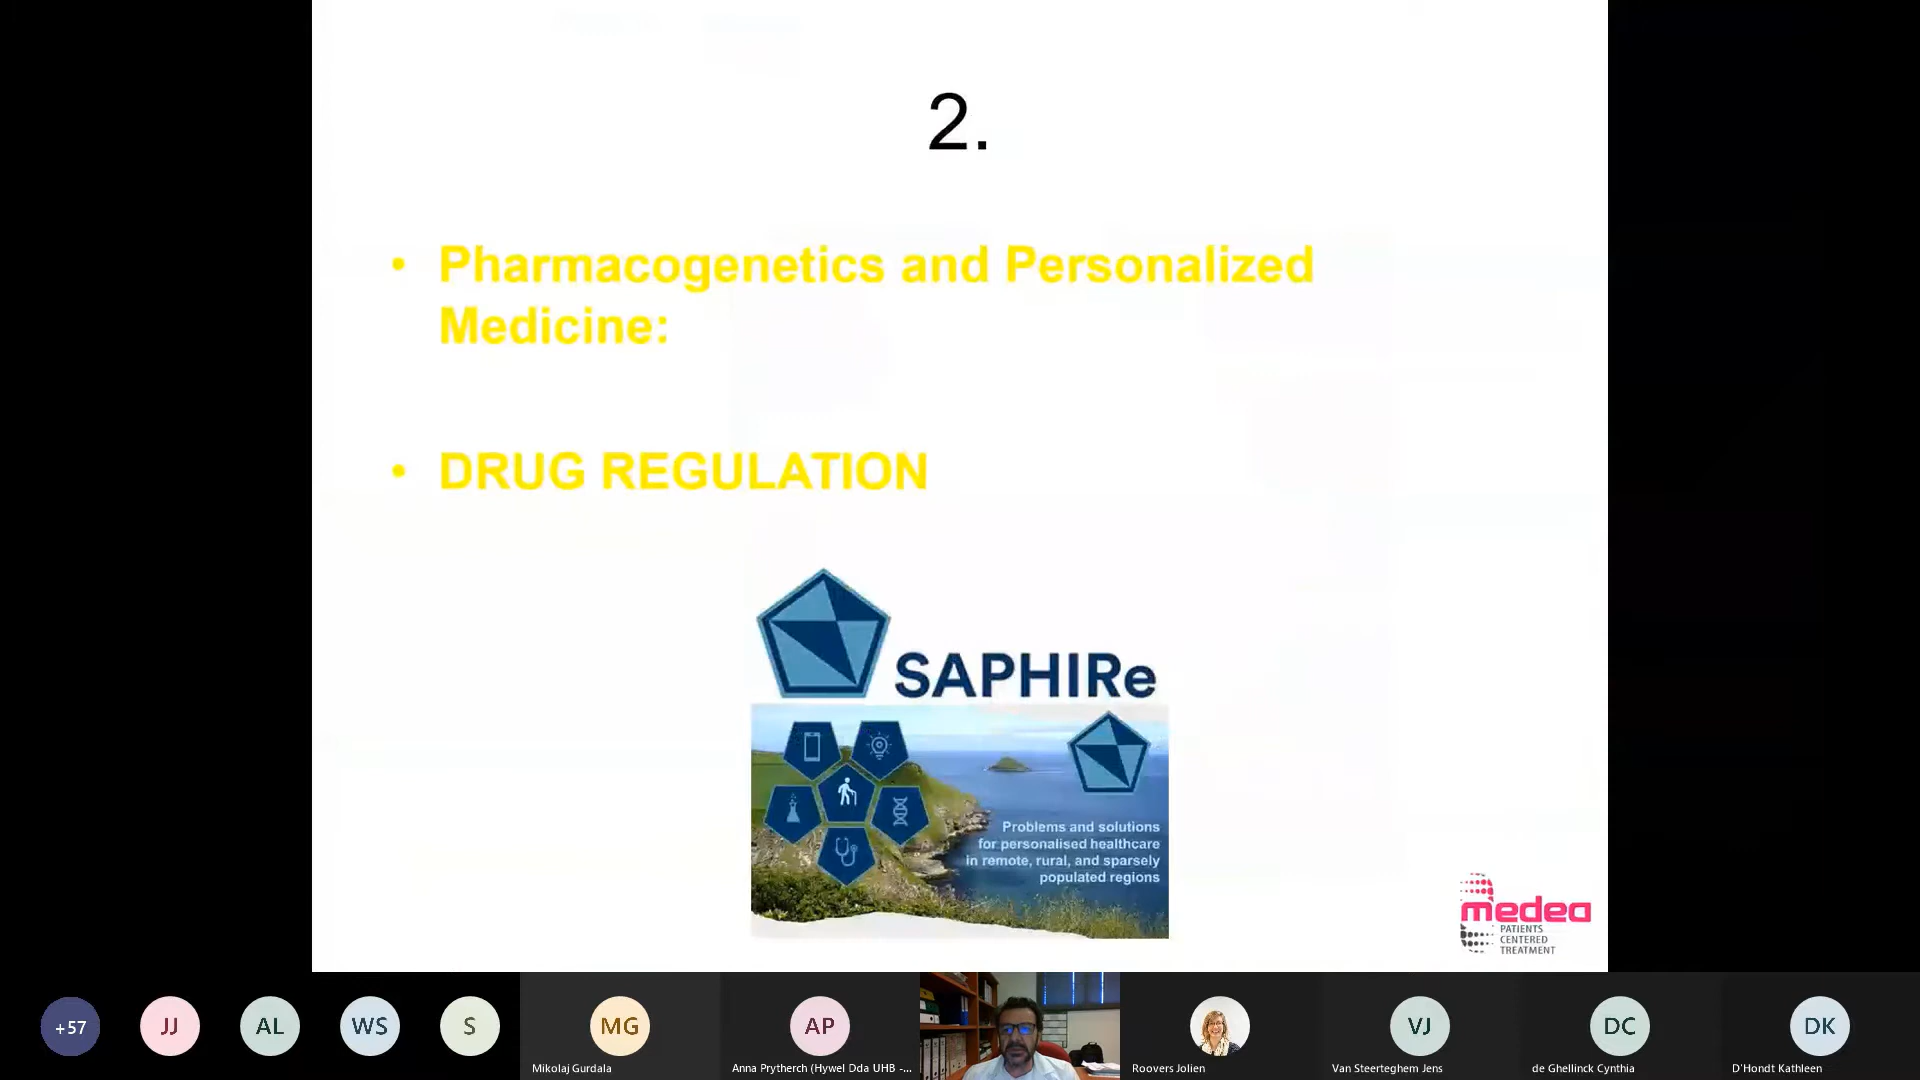 2.
• Pharmacogenetics and Personalized
Medicine:
• DRUG REGULATION
SAPHIRe
Problems and solutions
for personalised healthcare
in remote, rural, and sparsely
populated regions
medea
PATIENTS
CENTERED
TREATMENT
+57
JJ
AL
WS
S
MG
AP
VJ
DC
DK
Mikolaj Gurdala
Anna Prytherch (Hywel Dda UHB -...
Roovers Jolien
Van Steerteghem Jens
de Ghellinck Cynthia
D'Hondt Kathleen